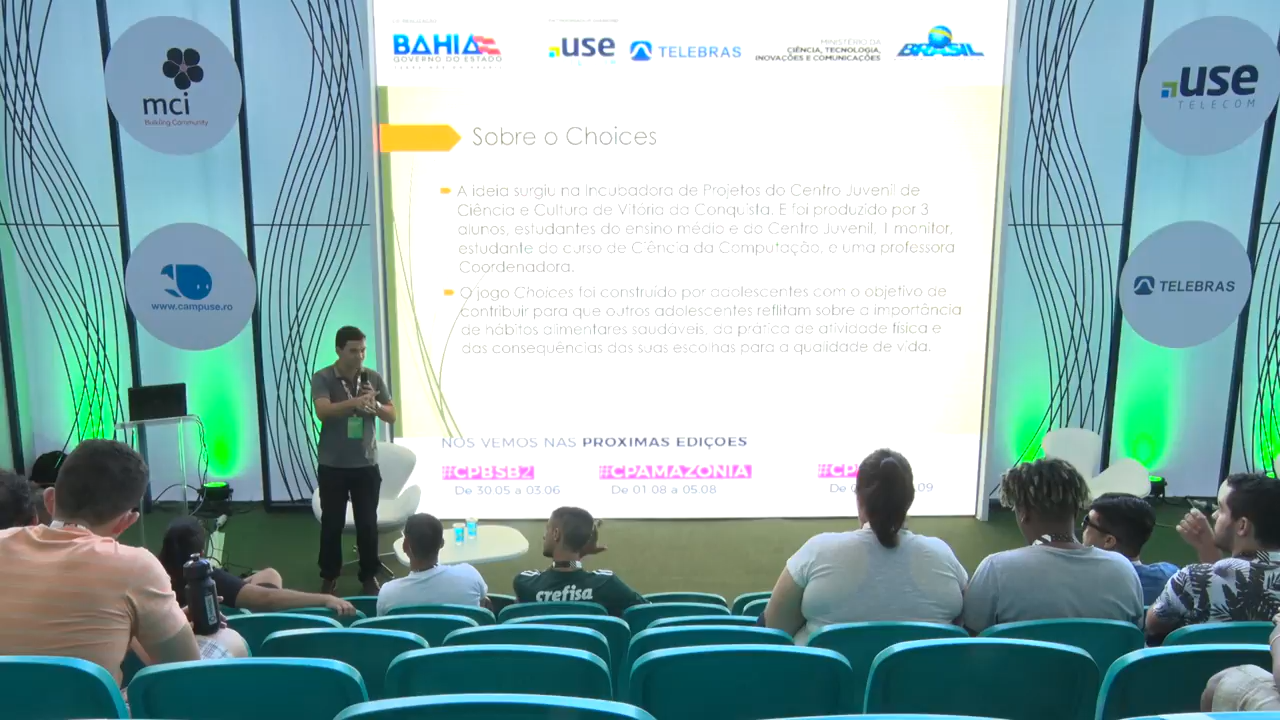 BAHIA
GOVERNO DO ESTADO
use
TELEBRAS
MINISTÉRIO DA
CIÊNCIA, TECNOLOGIA,
INOVAÇÕES E COMUNICAÇÕES
BRASIL
mci
Building Community
use
TELECOM
Sobre o Choices
A ideia surgiu na Incubadora de Projetos do Centro Juvenil de
Ciência e Cultura de Vitória da Conquista. E foi produzido por 3
alunos, estudantes do ensino médio e do Centro Juvenil, 1 monitor,
estudante do curso de Ciência da Computação, e uma professora
Coordenadora.
O jogo Choices foi construído por adolescentes com o objetivo de
contribuir para que outros adolescentes reflitam sobre a importância
de hábitos alimentares saudáveis, da prática de atividade física e
das consequências das suas escolhas para a qualidade de vida.
www.campuse.ro
TELEBRAS
NOS VEMOS NAS PRÓXIMAS EDIÇÕES
#CPBSB2
De 30.05 a 03.06
#CPAMAZONIA
De 01.08 a 05.08
#CP
09
crefisa